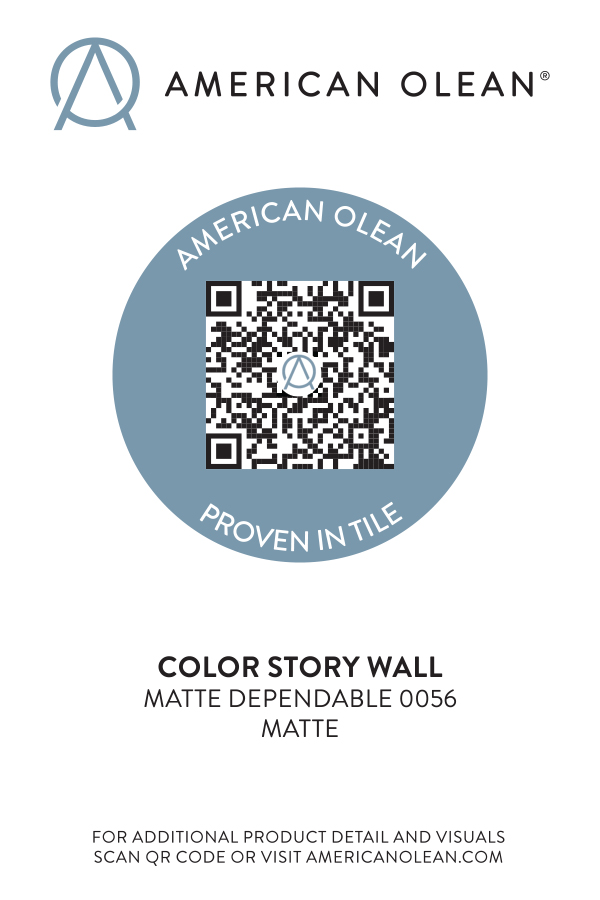 AMERICAN OLEAN®
AMERICAN OLEAN
PROVEN IN TILE
COLOR STORY WALL
MATTE DEPENDABLE 0056
MATTE
FOR ADDITIONAL PRODUCT DETAIL AND VISUALS
SCAN QR CODE OR VISIT AMERICANOLEAN.COM